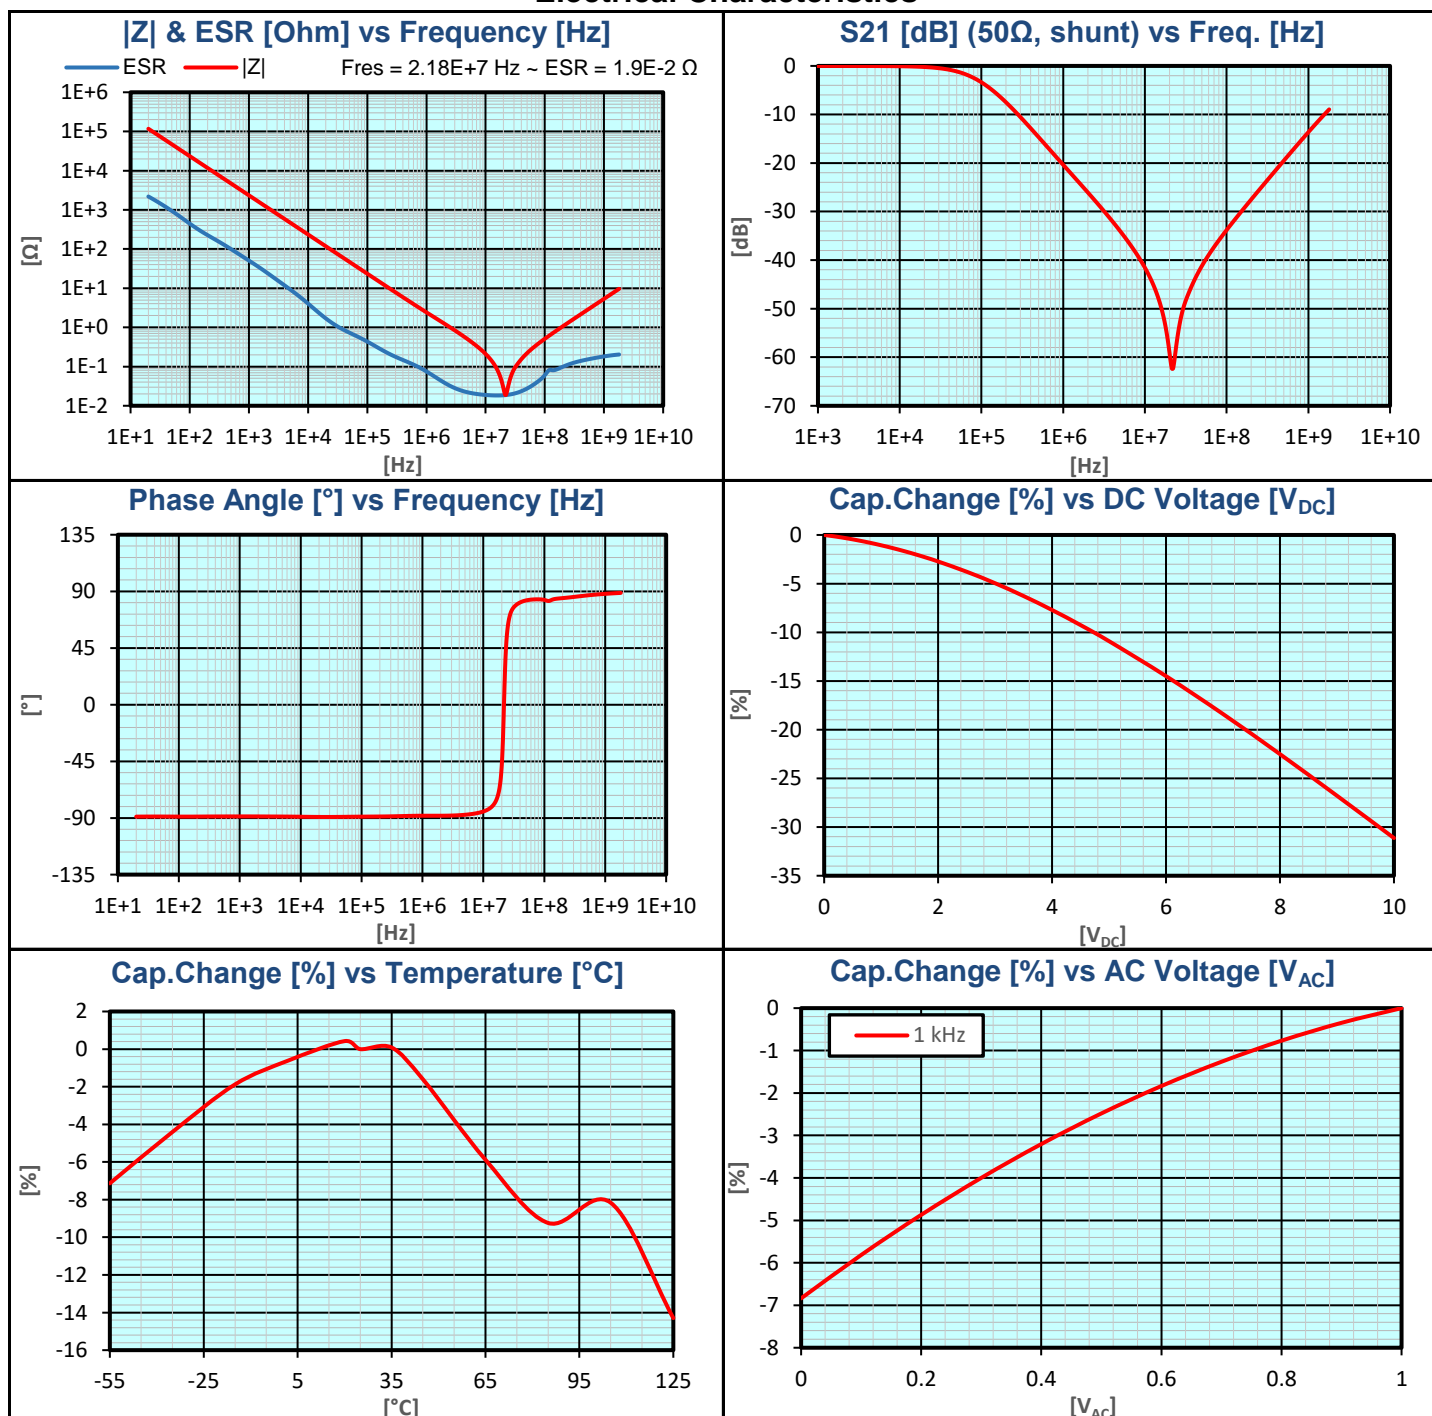 |Z| & ESR [Ohm] vs Frequency [Hz]
ESR |Z| Fres = 2.18E+7 Hz ~ ESR = 1.9E-2 Ω
1E+6
1E+5
1E+4
1E+3
1E+2
1E+1
1E+0
1E-1
1E-2
[Ω]
1E+1 1E+2 1E+3 1E+4 1E+5 1E+6 1E+7 1E+8 1E+9 1E+10
[Hz]
S21 [dB] (50Ω, shunt) vs Freq. [Hz]
0
-10
-20
-30
-40
-50
-60
-70
[dB]
1E+3 1E+4 1E+5 1E+6 1E+7 1E+8 1E+9 1E+10
[Hz]
Phase Angle [°] vs Frequency [Hz]
135
90
45
0
-45
-90
-135
[°]
1E+1 1E+2 1E+3 1E+4 1E+5 1E+6 1E+7 1E+8 1E+9 1E+10
[Hz]
Cap.Change [%] vs DC Voltage [VDC]
0
-5
-10
-15
-20
-25
-30
-35
[%]
0 2 4 6 8 10
[VDC]
Cap.Change [%] vs Temperature [°C]
2
0
-2
-4
-6
-8
-10
-12
-14
-16
[%]
-55 -25 5 35 65 95 125
[°C]
Cap.Change [%] vs AC Voltage [VAC]
1 kHz
0
-1
-2
-3
-4
-5
-6
-7
-8
[%]
0 0.2 0.4 0.6 0.8 1
[VAC]